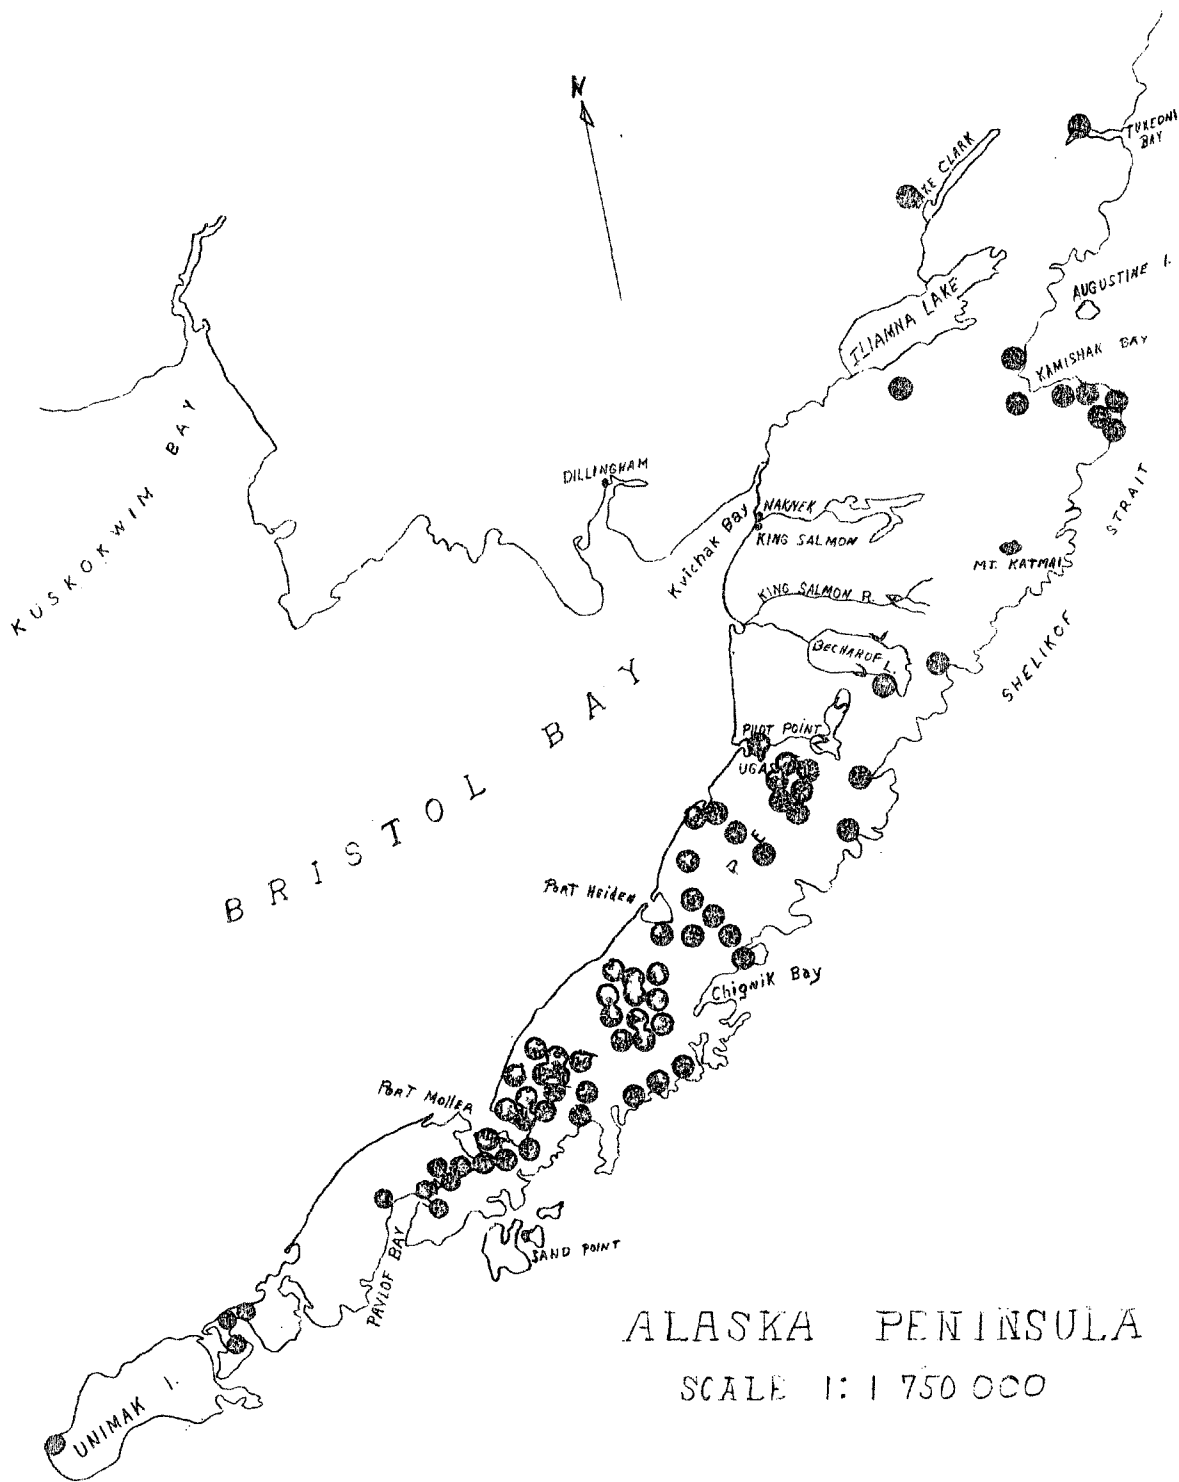 N
TUXEDNI
BAY
LAKE CLARK
AUGUSTINE I.
ILIAMNA LAKE
KAMISHAK BAY
KUSKOKWIM BAY
DILLINGHAM
Kvichak Bay
NAKNEK
KING SALMON
STRAIT
MT. KATMAI
KING SALMON R.
SHELIKOF
BECHAROF L.
BRISTOL BAY
PILOT POINT
UGAS
Port Heiden
Chignik Bay
PORT MOLLER
SAND POINT
PAVLOF BAY
UNIMAK I.
ALASKA PENINSULA
SCALE 1:1 750 000